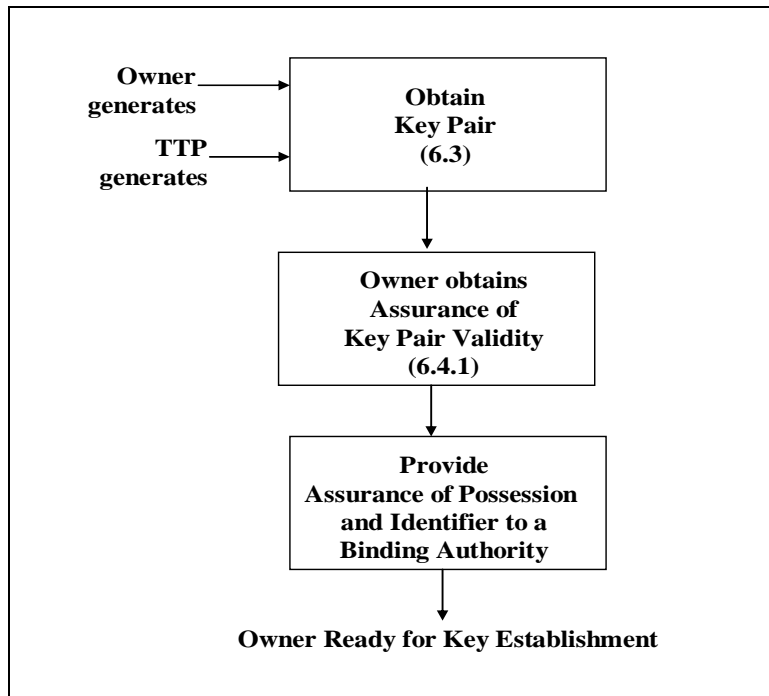 Owner
generates
TTP
generates
Obtain
Key Pair
(6.3)
Owner obtains
Assurance of
Key Pair Validity
(6.4.1)
Provide
Assurance of Possession
and Identifier to a
Binding Authority
Owner Ready for Key Establishment